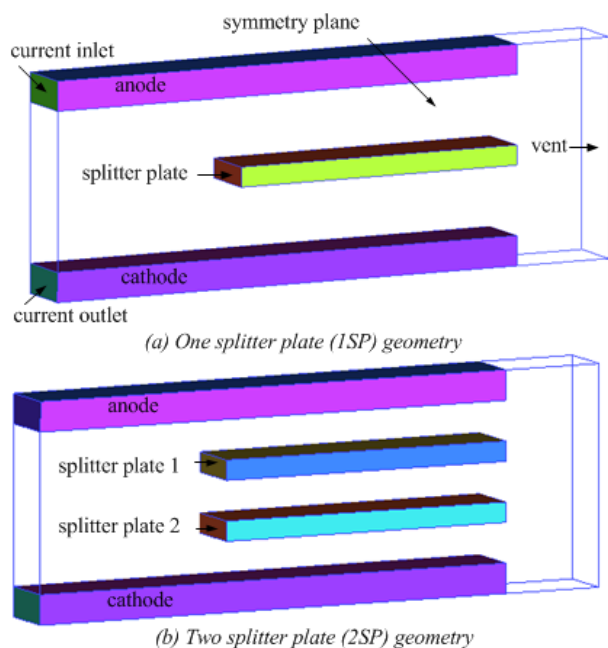 symmetry plane
current inlet
anode
vent
splitter plate
cathode
current outlet
(a) One splitter plate (1SP) geometry
anode
splitter plate 1
splitter plate 2
cathode
(b) Two splitter plate (2SP) geometry